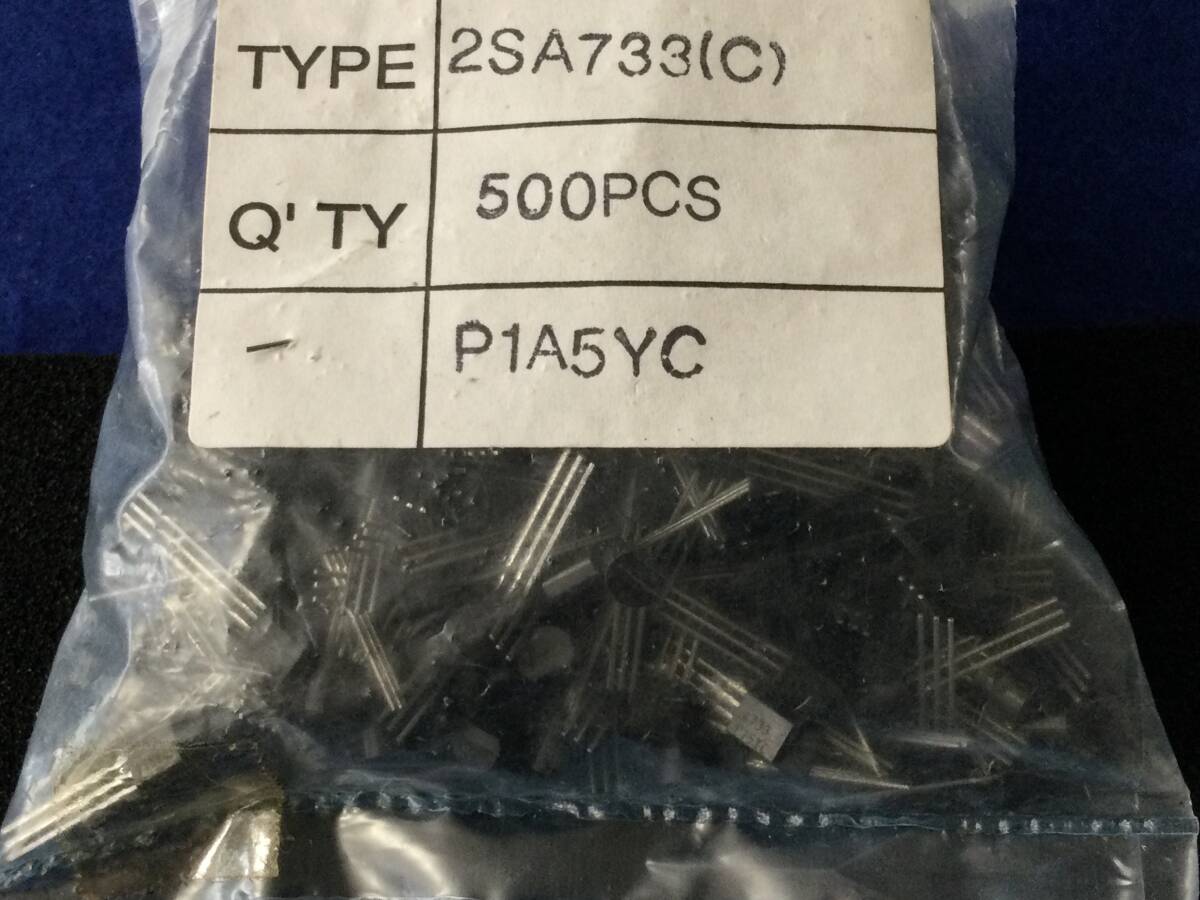 TYPE 2SA733(C)
Q' TY 500PCS
- P1A5YC